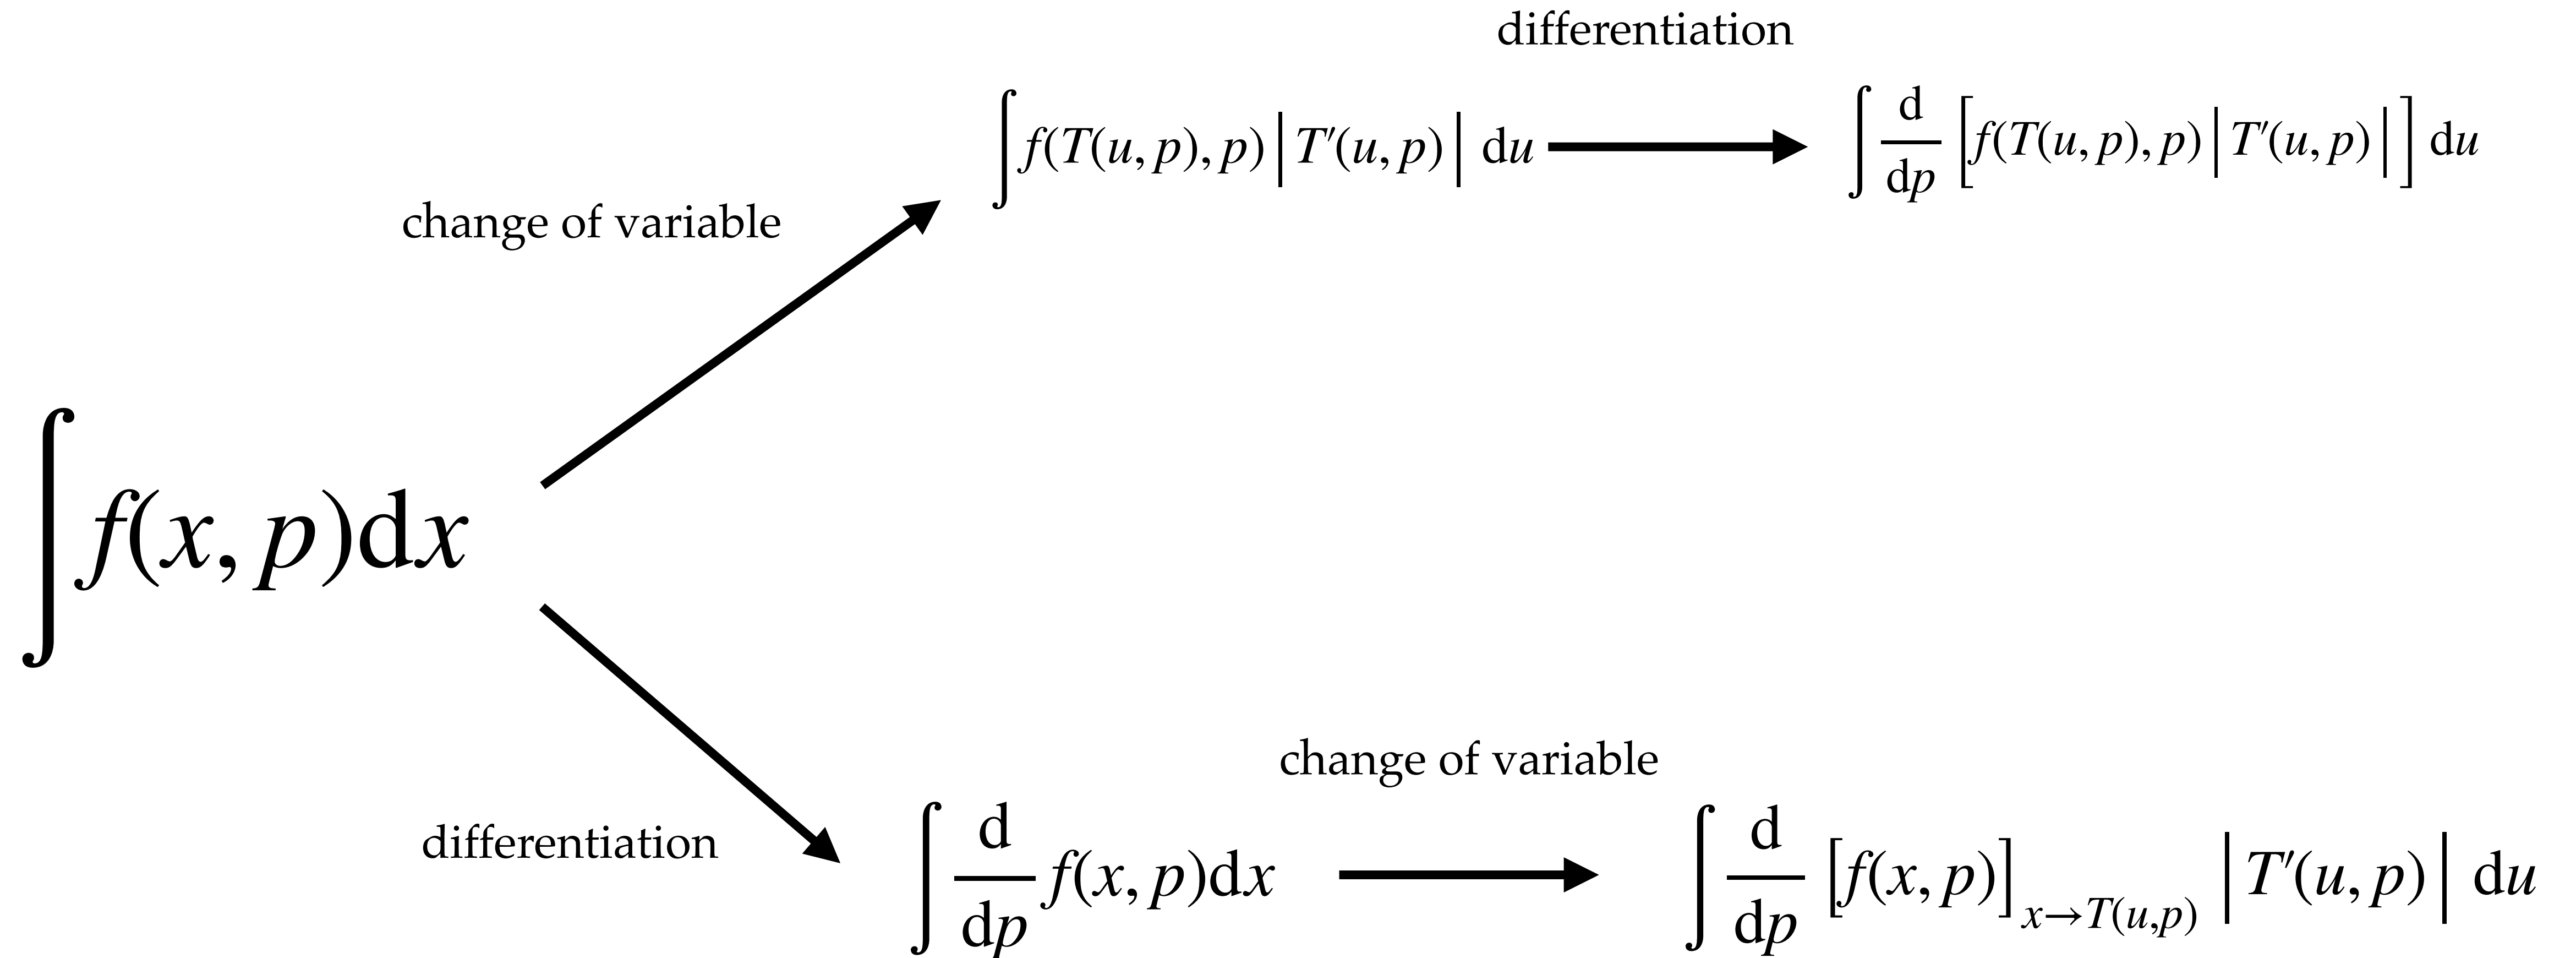 differentiation
∫ f(T(u, p), p) | T′(u, p) | du
∫ d/dp [f(T(u, p), p) | T′(u, p) | ] du
change of variable
∫ f(x, p)dx
change of variable
differentiation
∫ d/dp f(x, p)dx
∫ d/dp [f(x, p)]x→T(u,p) | T′(u, p) | du